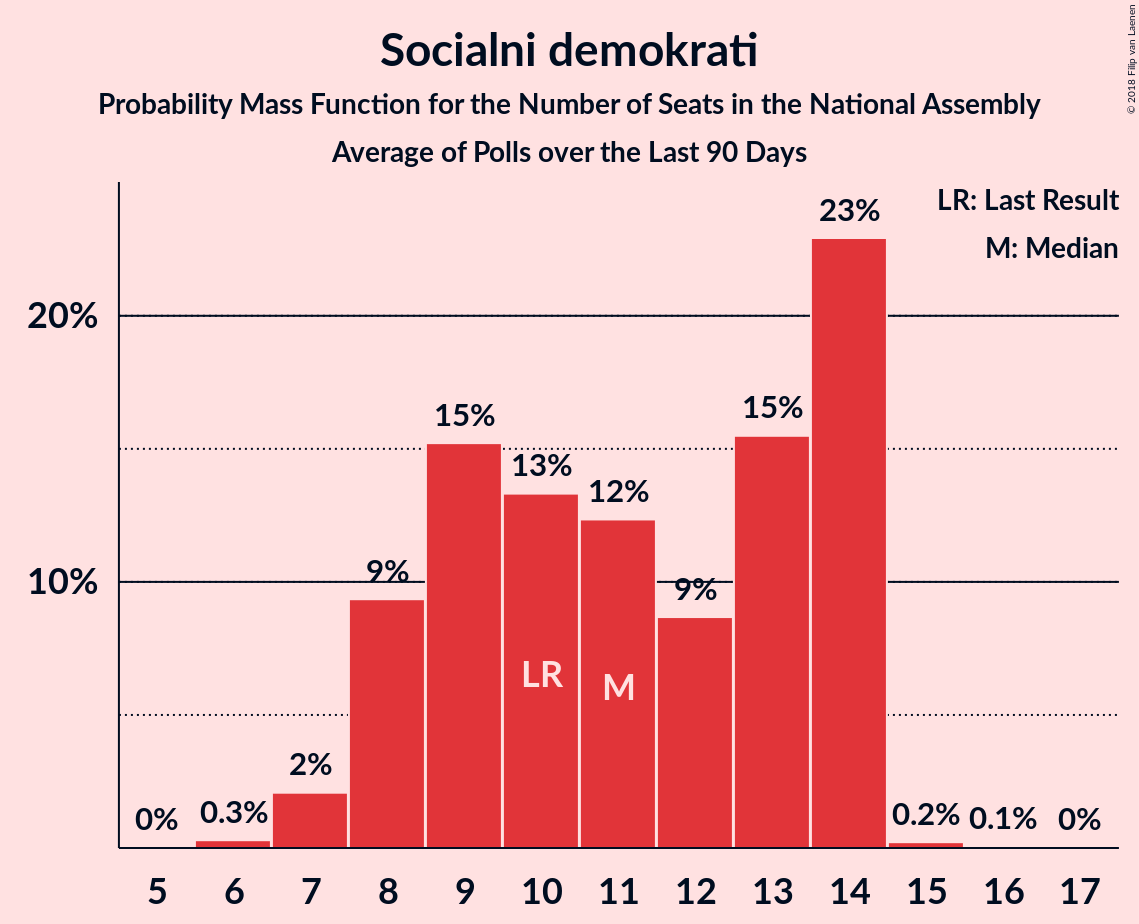 Socialni demokrati
Probability Mass Function for the Number of Seats in the National Assembly
Average of Polls over the Last 90 Days
© 2018 Filip van Laenen
LR: Last Result
M: Median
20%
10%
0%
0.3%
2%
9%
15%
13%
12%
9%
15%
23%
0.2%
0.1%
0%
LR
M
5 6 7 8 9 10 11 12 13 14 15 16 17